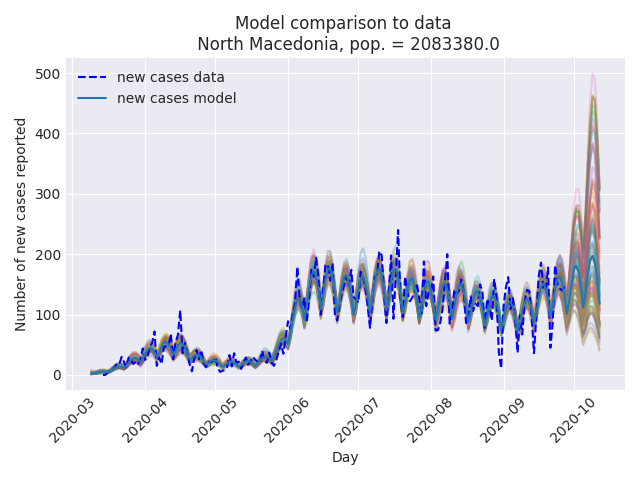 Model comparison to data
North Macedonia, pop. = 2083380.0
new cases data
new cases model
Number of new cases reported
500
400
300
200
100
0
2020-03
2020-04
2020-05
2020-06
2020-07
2020-08
2020-09
2020-10
Day